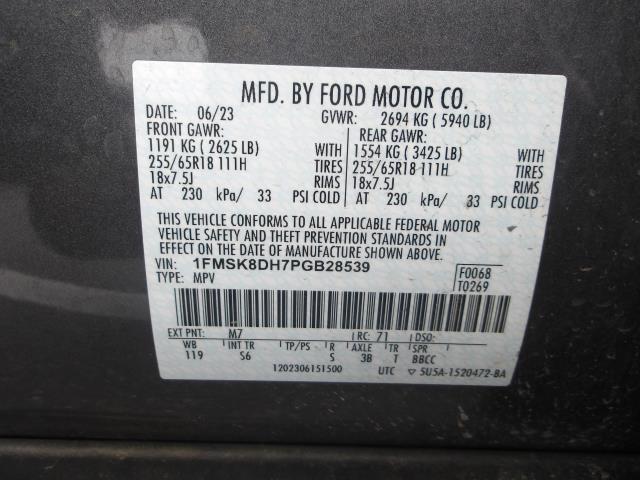 MFD. BY FORD MOTOR CO.
DATE: 06/23 GVWR: 2694 KG ( 5940 LB)
FRONT GAWR: REAR GAWR:
1191 KG ( 2625 LB) WITH 1554 KG ( 3425 LB) WITH
255/65R18 111H TIRES 255/65R18 111H TIRES
18x7.5J RIMS 18x7.5J RIMS
AT 230 kPa/ 33 PSI COLD AT 230 kPa/ 33 PSI COLD
THIS VEHICLE CONFORMS TO ALL APPLICABLE FEDERAL MOTOR
VEHICLE SAFETY AND THEFT PREVENTION STANDARDS IN
EFFECT ON THE DATE OF MANUFACTURE SHOWN ABOVE.
VIN: 1FMSK8DH7PGB28539 F0068
TYPE: MPV T0269
EXT PNT: M7 RC: 71 DSO:
WB INT TR TP/PS R AXLE TR SPR
119 S6 S 3B T BBCC
1202306151500 UTC ▽ 5U5A-1520472-BA